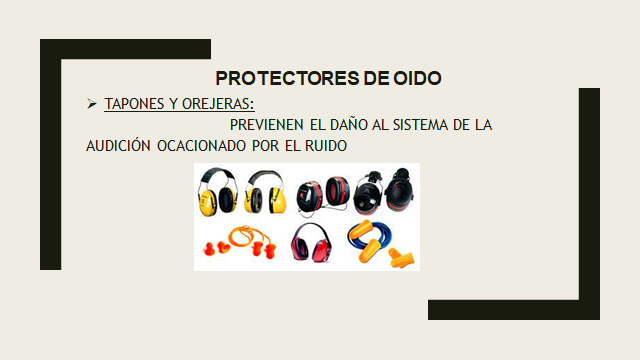 PROTECTORES DE OIDO
➢ TAPONES Y OREJERAS:
PREVIENEN EL DAÑO AL SISTEMA DE LA
AUDICIÓN OCACIONADO POR EL RUIDO